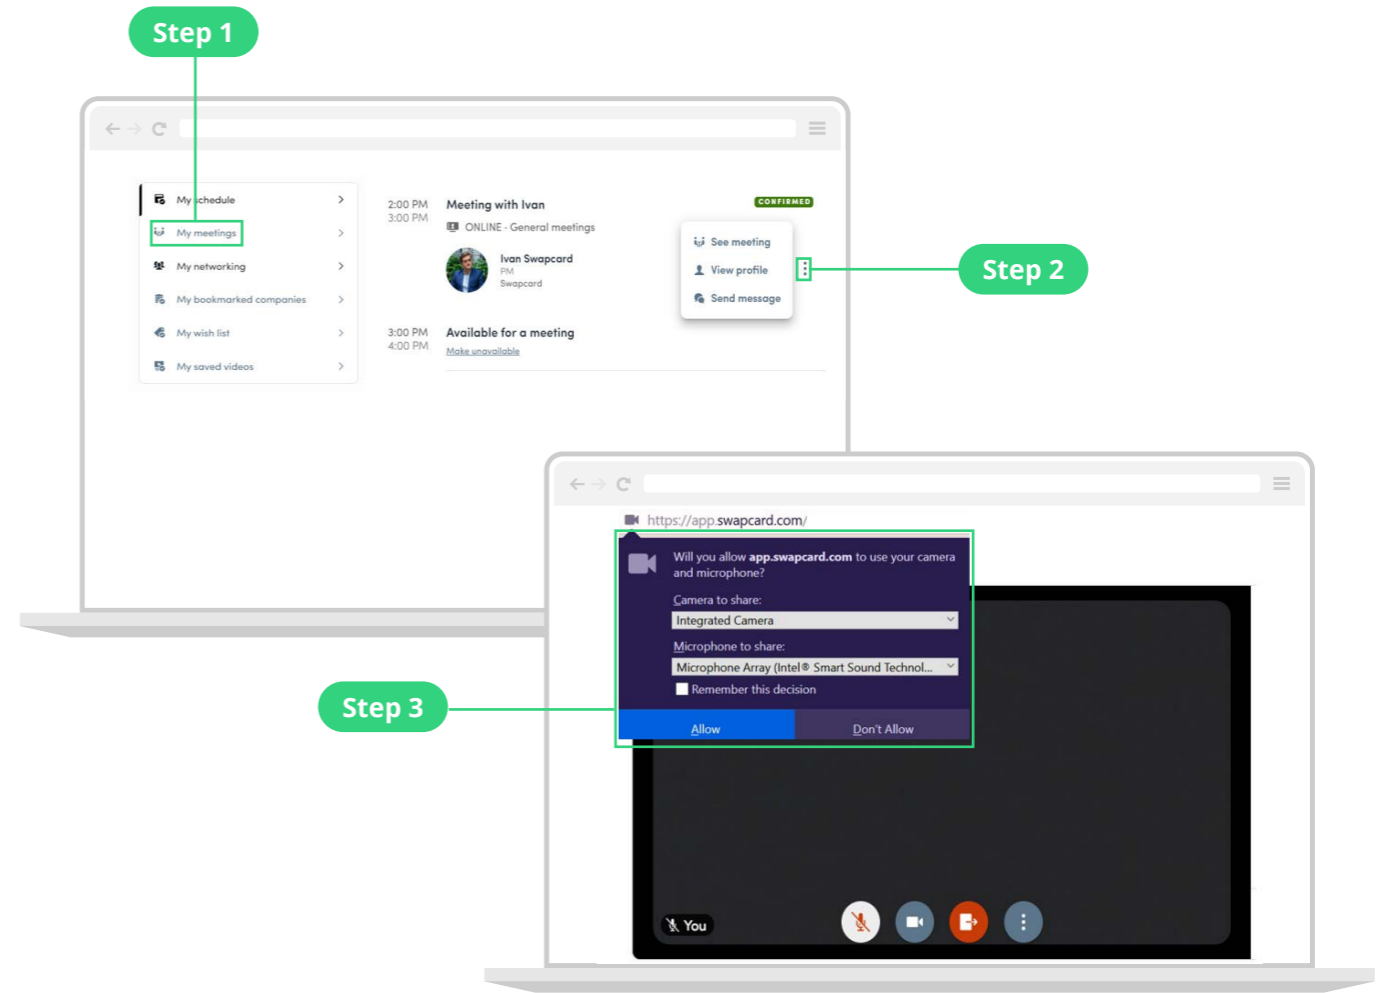 Step 1
My schedule
My meetings
My networking
My bookmarked companies
My wish list
My saved videos
2:00 PM
3:00 PM
Meeting with Ivan
CONFIRMED
ONLINE - General meetings
Ivan Swapcard
PM
Swapcard
See meeting
View profile
Send message
Step 2
3:00 PM
4:00 PM
Available for a meeting
Make unavailable
https://app.swapcard.com/
Will you allow app.swapcard.com to use your camera
and microphone?
Camera to share:
Integrated Camera
Microphone to share:
Microphone Array (Intel® Smart Sound Technol...
Remember this decision
Allow
Don't Allow
Step 3
You